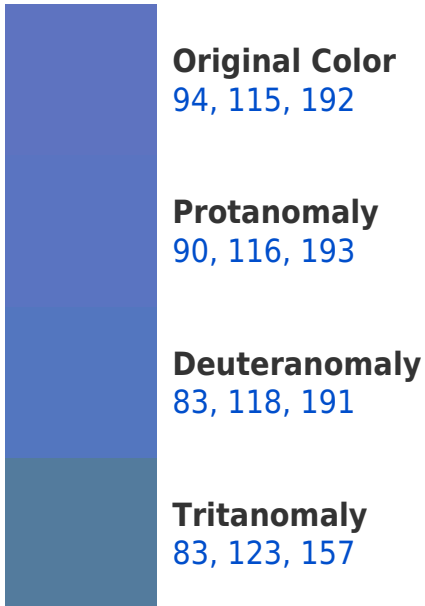 Original Color
94, 115, 192
Protanomaly
90, 116, 193
Deuteranomaly
83, 118, 191
Tritanomaly
83, 123, 157